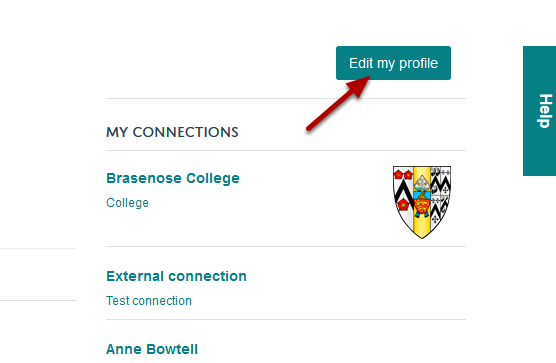 Edit my profile
Help
MY CONNECTIONS
Brasenose College
College
External connection
Test connection
Anne Bowtell